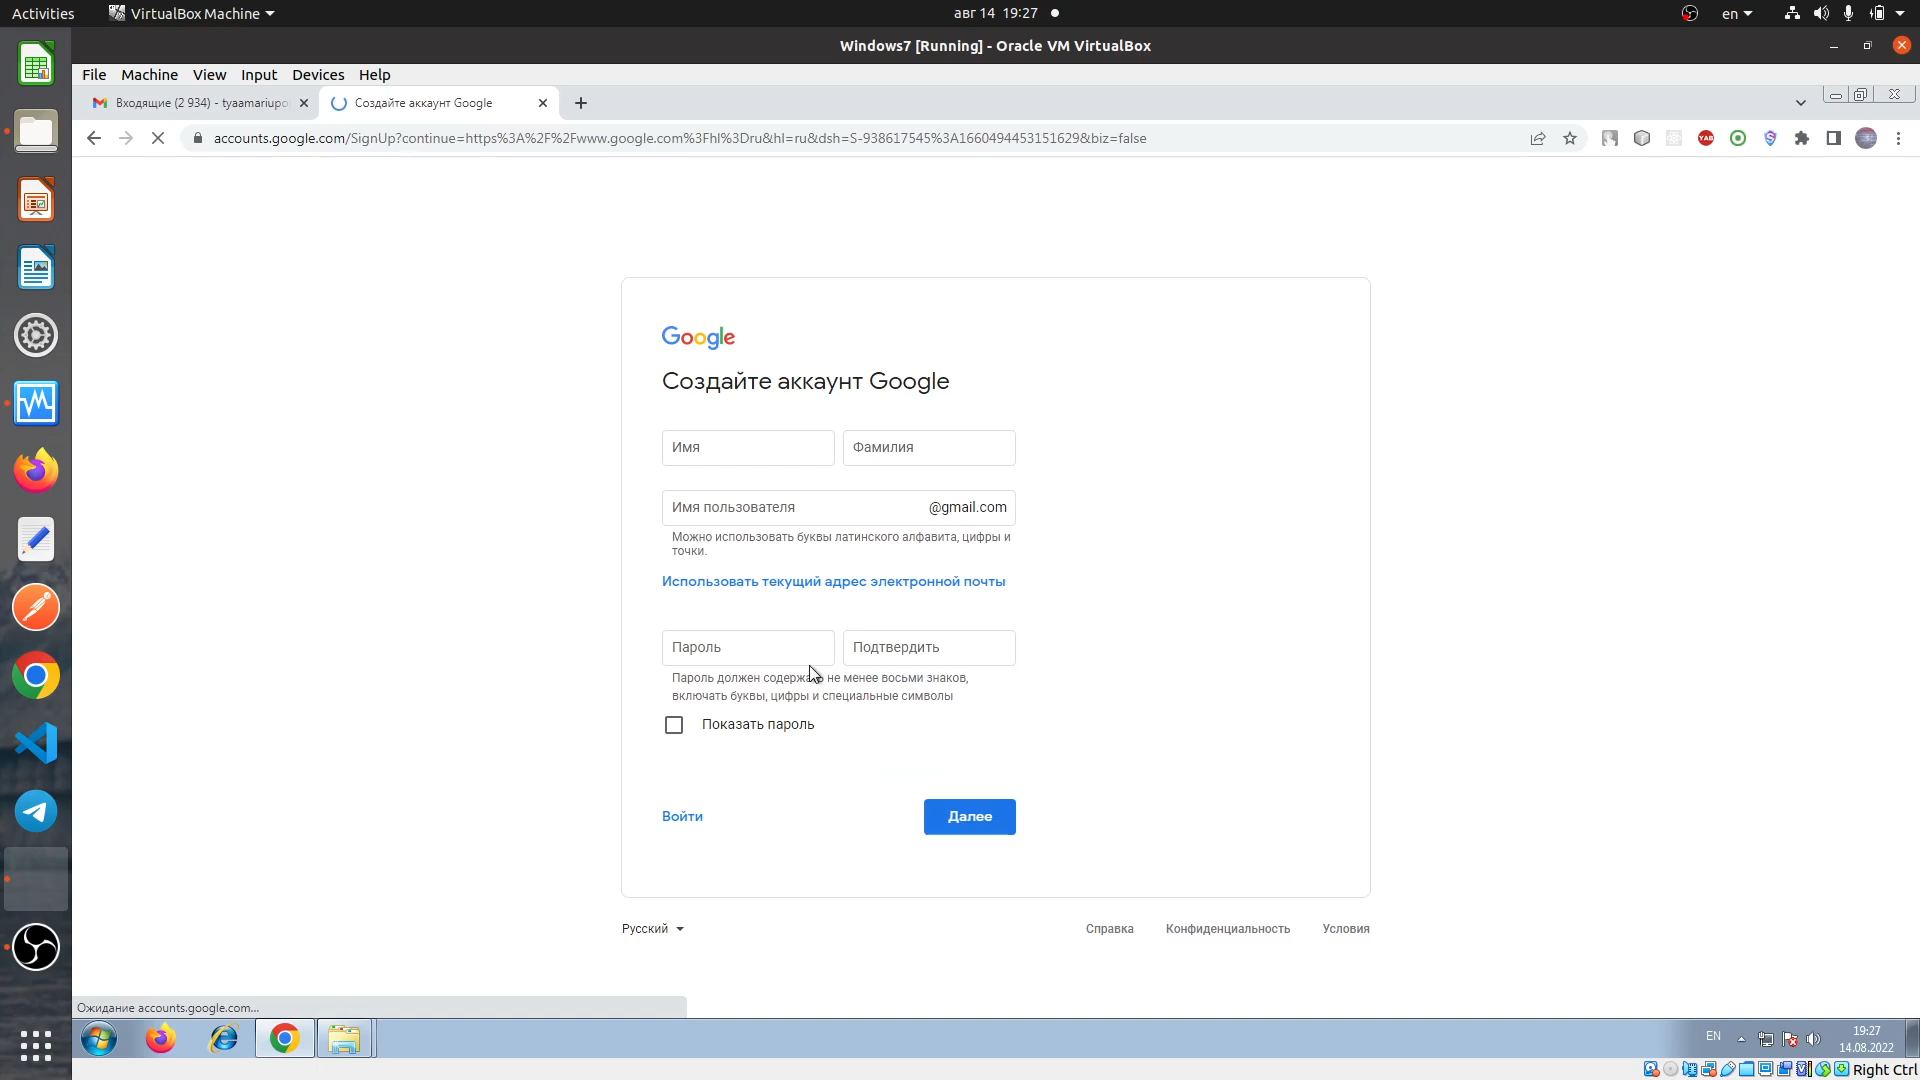 Activities
VirtualBox Machine
авг 14 19:27
en
Windows7 [Running] - Oracle VM VirtualBox
File Machine View Input Devices Help
Входящие (2 934) - tyaamariupo
Создайте аккаунт Google
accounts.google.com/SignUp?continue=https%3A%2F%2Fwww.google.com%3Fhl%3Dru&hl=ru&dsh=S-938617545%3A1660494453151629&biz=false
YAB
Google
Создайте аккаунт Google
Имя
Фамилия
Имя пользователя
@gmail.com
Можно использовать буквы латинского алфавита, цифры и
точки.
Использовать текущий адрес электронной почты
Пароль
Подтвердить
Пароль должен содержа не менее восьми знаков,
включать буквы, цифры и специальные символы
Показать пароль
Войти
Далее
Русский
Справка
Конфиденциальность
Условия
Ожидание accounts.google.com...
EN
19:27
14.08.2022
Right Ctrl